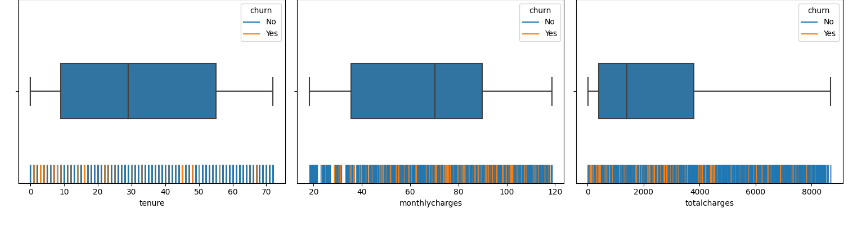 churn
No
Yes
0 10 20 30 40 50 60 70
tenure
churn
No
Yes
20 40 60 80 100 120
monthlycharges
churn
No
Yes
0 2000 4000 6000 8000
totalcharges